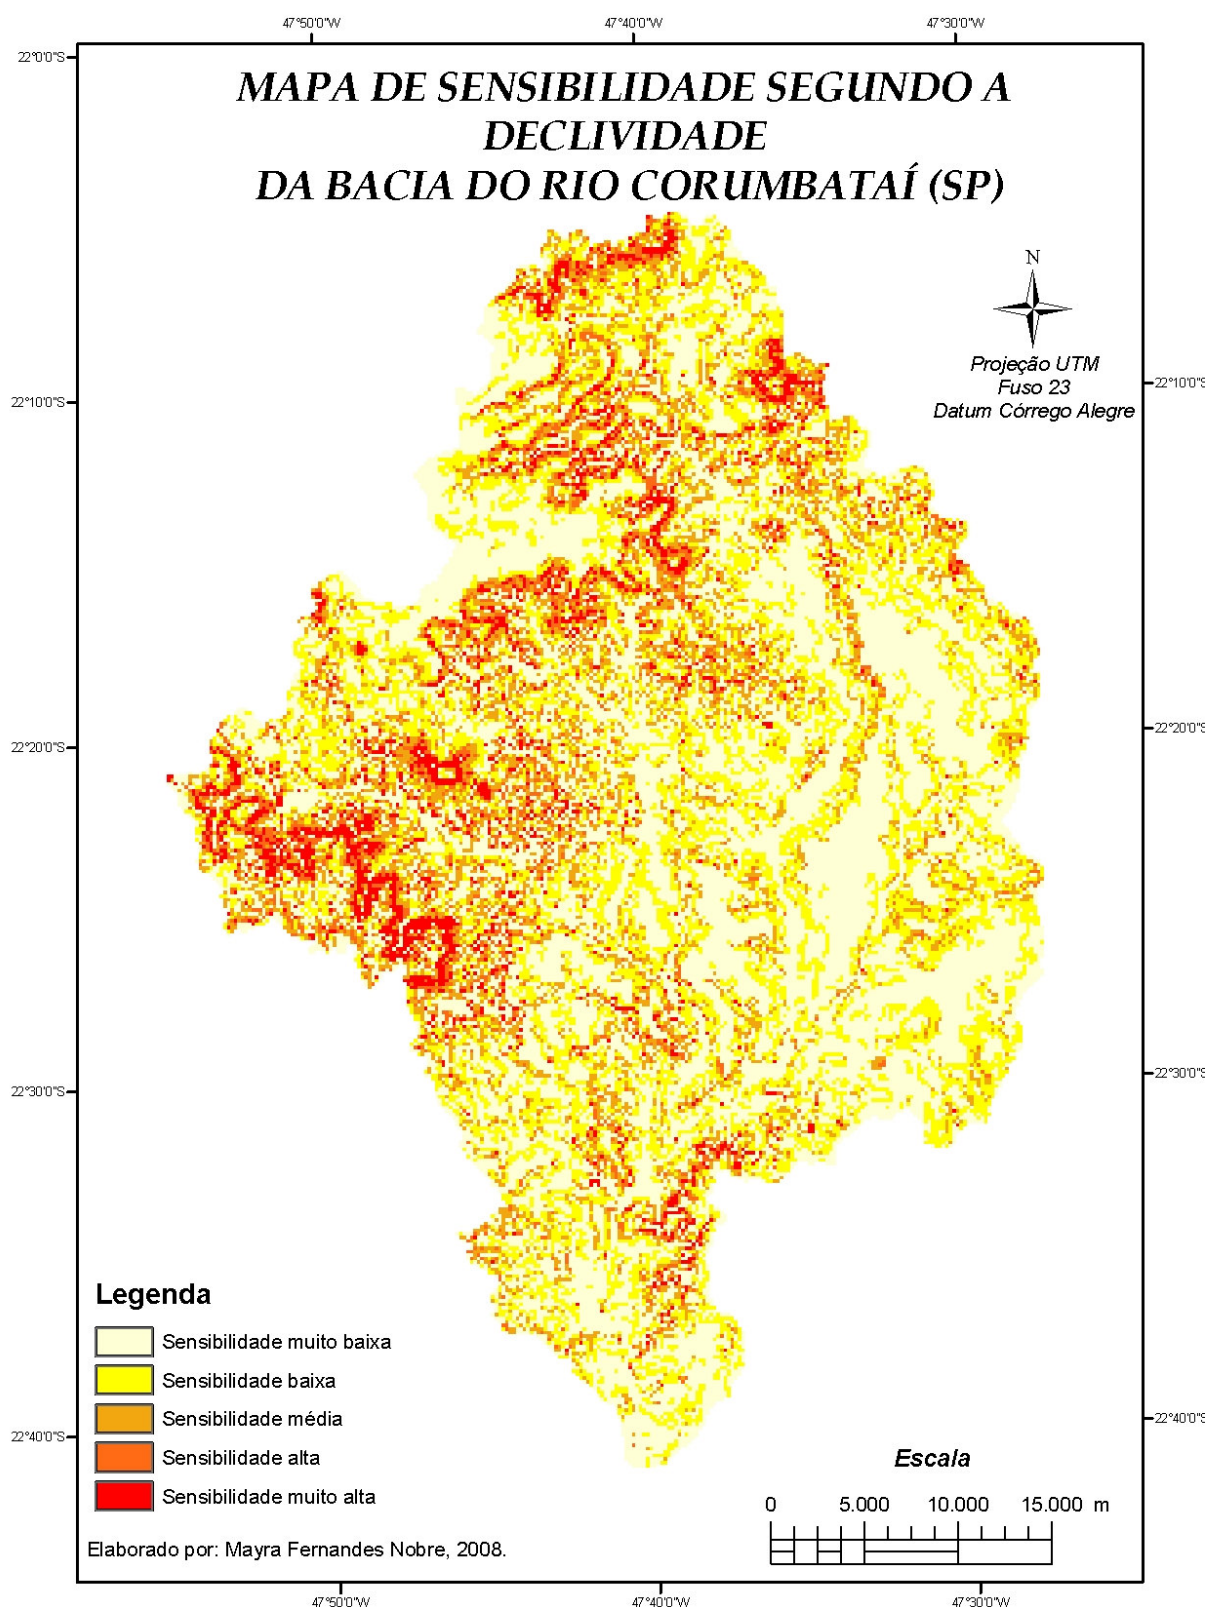 47°50'0"W
47°40'0"W
47°30'0"W
22°0'0"S
MAPA DE SENSIBILIDADE SEGUNDO A
DECLIVIDADE
DA BACIA DO RIO CORUMBATAÍ (SP)
N
Projeção UTM
Fuso 23
Datum Córrego Alegre
22°10'0"S
22°10'0"S
22°20'0"S
22°20'0"S
22°30'0"S
22°30'0"S
Legenda
Sensibilidade muito baixa
Sensibilidade baixa
Sensibilidade média
Sensibilidade alta
Sensibilidade muito alta
22°40'0"S
22°40'0"S
Escala
0 5.000 10.000 15.000 m
Elaborado por: Mayra Fernandes Nobre, 2008.
47°50'0"W
47°40'0"W
47°30'0"W